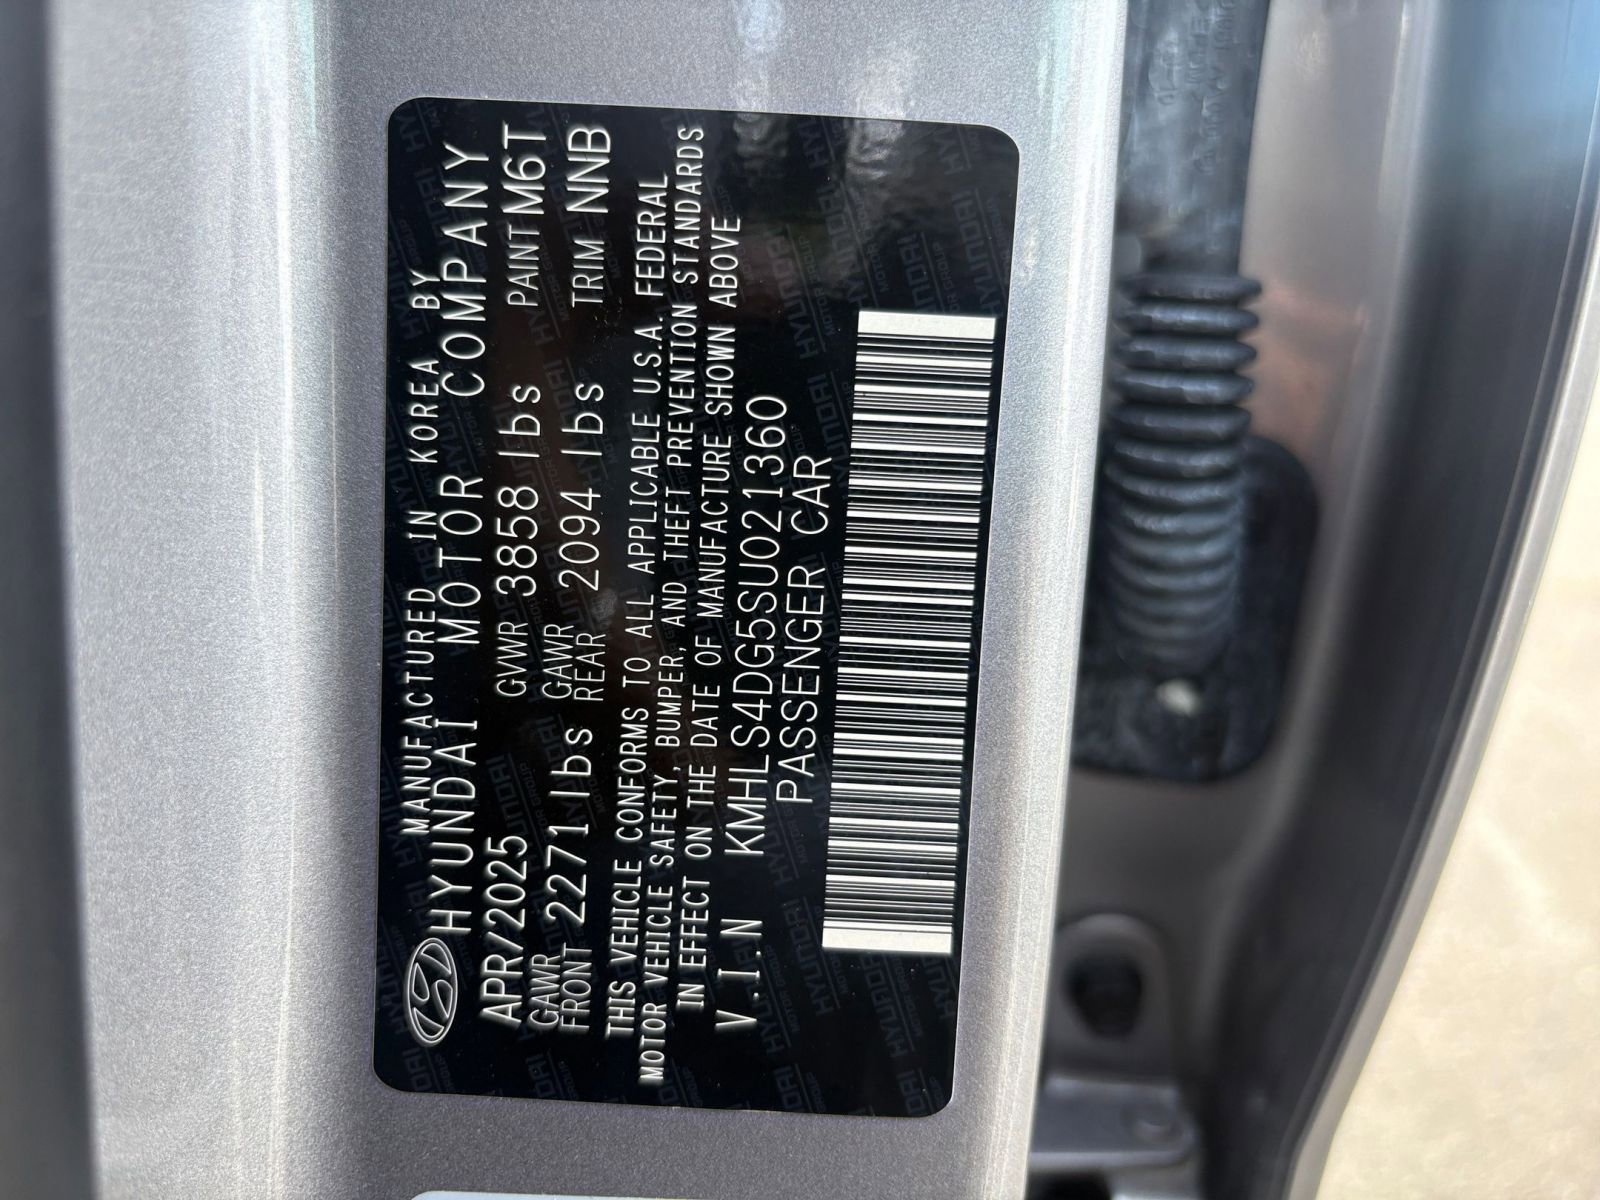 MANUFACTURED IN KOREA BY
HYUNDAI MOTOR COMPANY
APR/2025 GVWR 3858 lbs PAINT M6T
GAWR FRONT 2271 lbs GAWR REAR 2094 lbs TRIM NNB
THIS VEHICLE CONFORMS TO ALL APPLICABLE U.S.A. FEDERAL
MOTOR VEHICLE SAFETY, BUMPER, AND THEFT PREVENTION STANDARDS
IN EFFECT ON THE DATE OF MANUFACTURE SHOWN ABOVE
V.I.N KMHLS4DG5SU021360
PASSENGER CAR